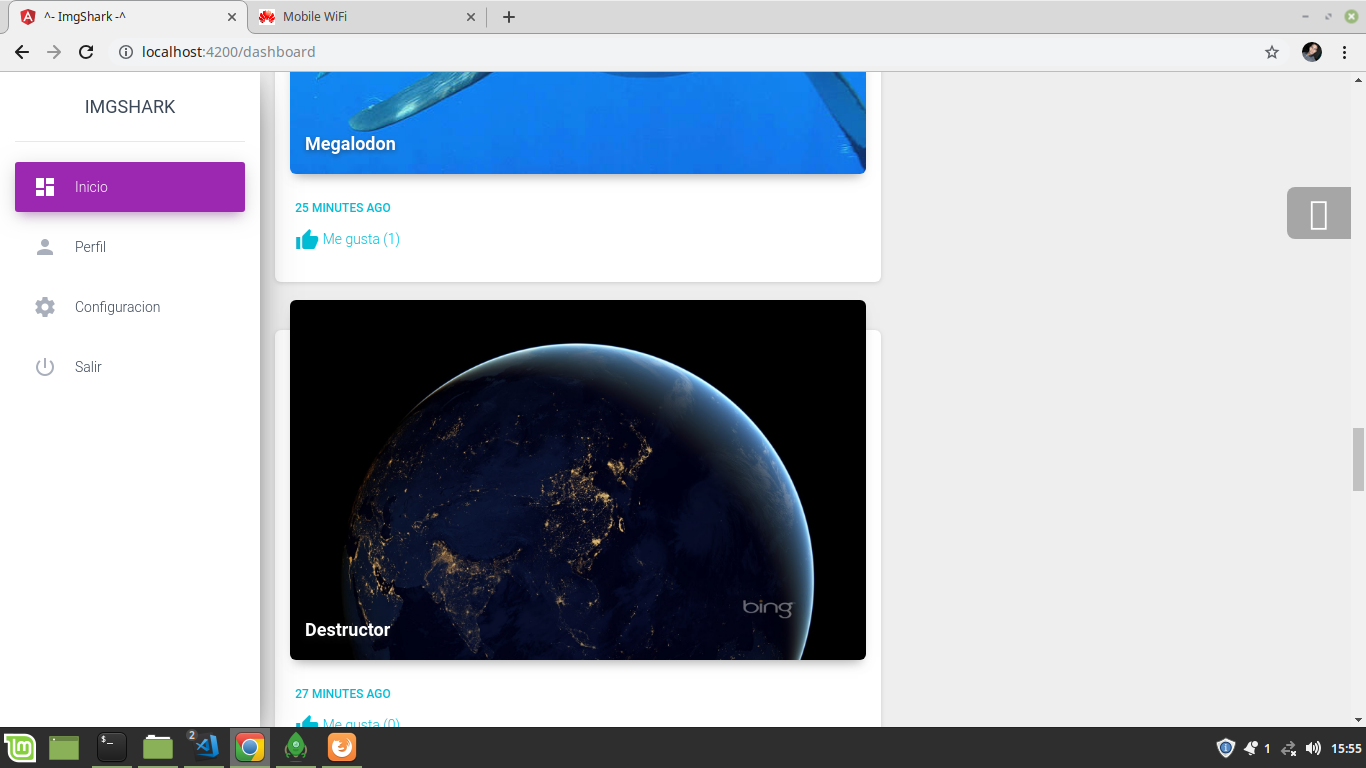 ^- ImgShark -^
Mobile WiFi
localhost:4200/dashboard
IMGSHARK
Inicio
Perfil
Configuracion
Salir
Megalodon
25 MINUTES AGO
Me gusta (1)
bing
Destructor
27 MINUTES AGO
Me gusta (0)
$_
2
1
15:55